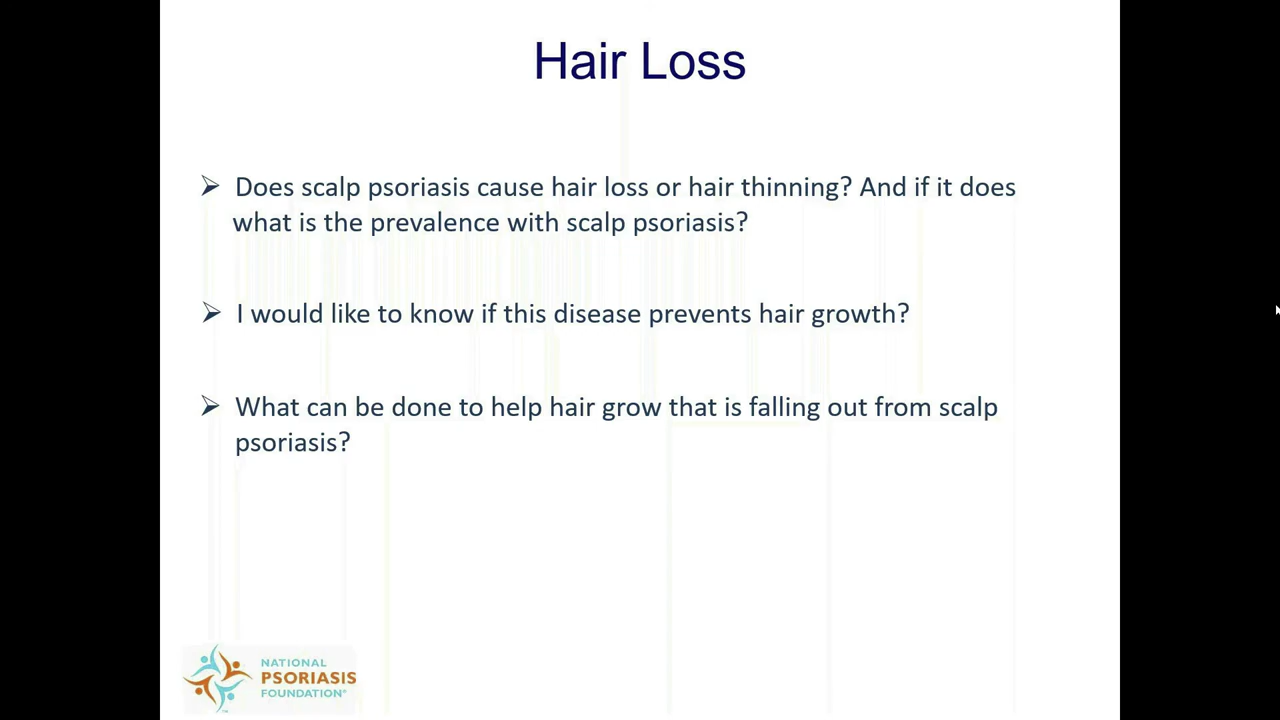 Hair Loss
Does scalp psoriasis cause hair loss or hair thinning? And if it does
what is the prevalence with scalp psoriasis?
I would like to know if this disease prevents hair growth?
What can be done to help hair grow that is falling out from scalp
psoriasis?
NATIONAL
PSORIASIS
FOUNDATION®